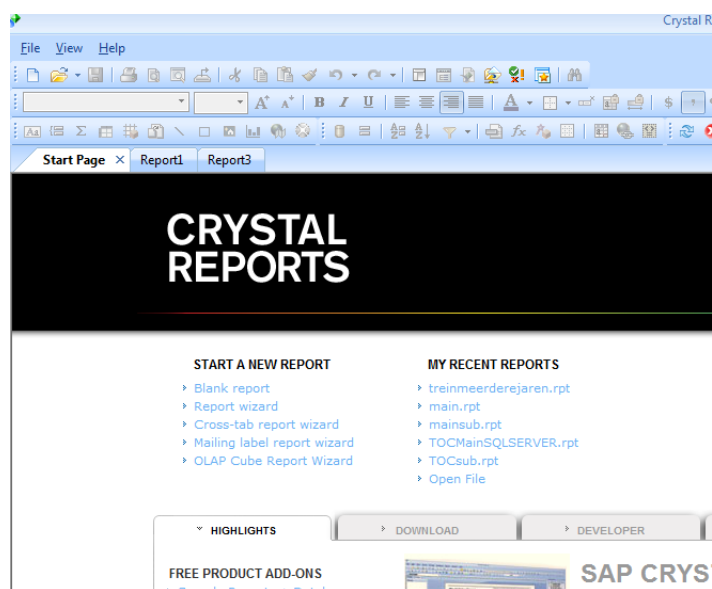 Crystal R
File View Help
B I U $
Start Page × Report1 Report3
CRYSTAL
REPORTS
START A NEW REPORT
Blank report
Report wizard
Cross-tab report wizard
Mailing label report wizard
OLAP Cube Report Wizard
MY RECENT REPORTS
treinmeerderejaren.rpt
main.rpt
mainsub.rpt
TOCMainSQLSERVER.rpt
TOCsub.rpt
Open File
HIGHLIGHTS DOWNLOAD DEVELOPER
FREE PRODUCT ADD-ONS
SAP CRYS